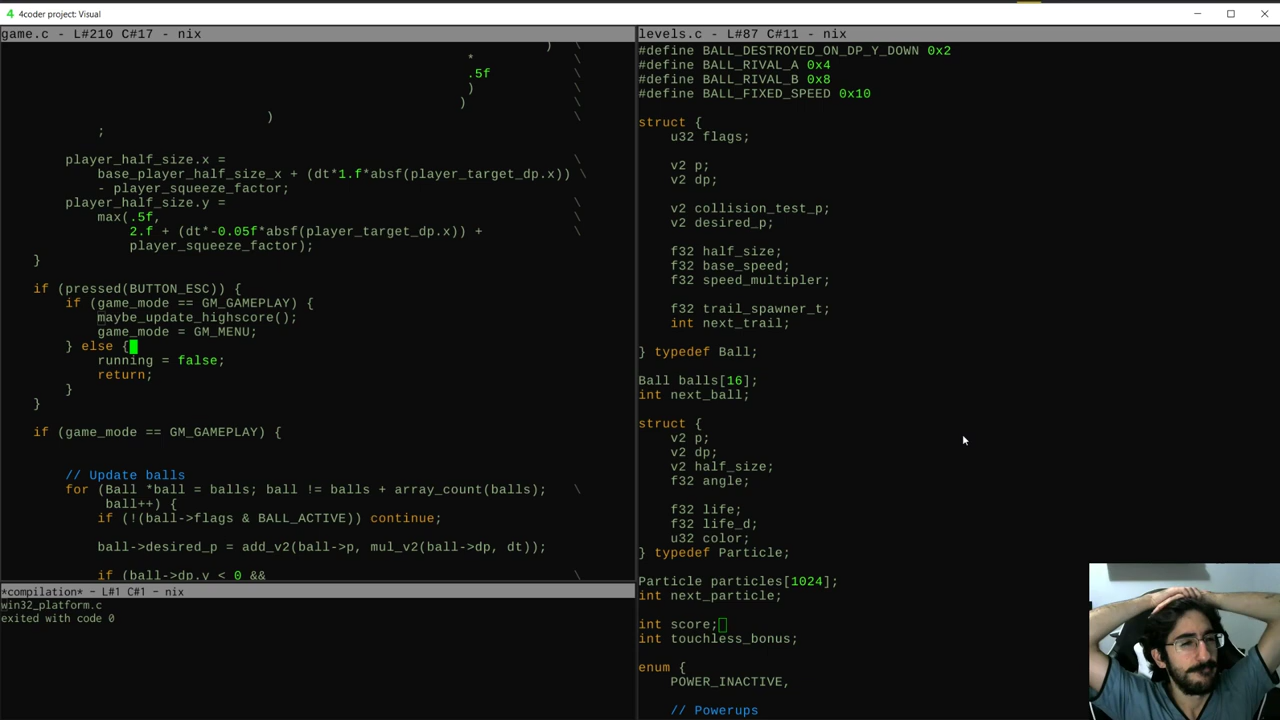 4 4coder project: Visual
game.c - L#210 C#17 - nix
) \
* \
.5f \
) \
) \
) \
;
player_half_size.x = \
base_player_half_size_x + (dt*1.f*absf(player_target_dp.x)) \
- player_squeeze_factor;
player_half_size.y =
max(.5f, \
2.f + (dt*-0.05f*absf(player_target_dp.x)) + \
player_squeeze_factor);
}
if (pressed(BUTTON_ESC)) {
if (game_mode == GM_GAMEPLAY) {
maybe_update_highscore();
game_mode = GM_MENU;
} else {
running = false;
return;
}
}
if (game_mode == GM_GAMEPLAY) {
// Update balls
for (Ball *ball = balls; ball != balls + array_count(balls); \
ball++) {
if (!(ball->flags & BALL_ACTIVE)) continue;
ball->desired_p = add_v2(ball->p, mul_v2(ball->dp, dt));
if (ball->dp.y < 0 && \
*compilation* - L#1 C#1 - nix
win32_platform.c
exited with code 0
levels.c - L#87 C#11 - nix
#define BALL_DESTROYED_ON_DP_Y_DOWN 0x2
#define BALL_RIVAL_A 0x4
#define BALL_RIVAL_B 0x8
#define BALL_FIXED_SPEED 0x10
struct {
u32 flags;
v2 p;
v2 dp;
v2 collision_test_p;
v2 desired_p;
f32 half_size;
f32 base_speed;
f32 speed_multipler;
f32 trail_spawner_t;
int next_trail;
} typedef Ball;
Ball balls[16];
int next_ball;
struct {
v2 p;
v2 dp;
v2 half_size;
f32 angle;
f32 life;
f32 life_d;
u32 color;
} typedef Particle;
Particle particles[1024];
int next_particle;
int score;
int touchless_bonus;
enum {
POWER_INACTIVE,
// Powerups